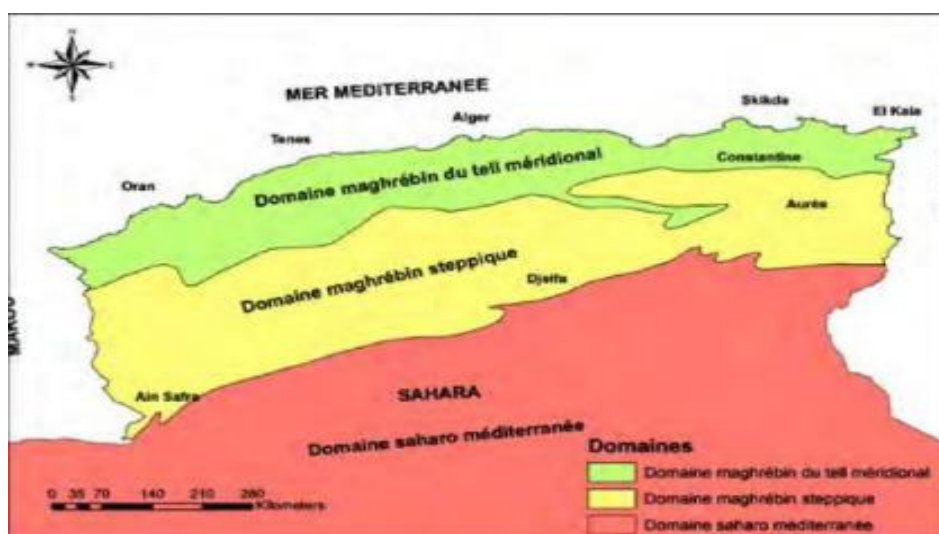 N
E
S
MER MEDITERRANEE
Skikda
El Kala
Alger
Tenes
Constantine
Oran
Domaine maghrébin du tell méridional
Aurés
Domaine maghrébin steppique
Djelfa
Ain Safra
SAHARA
Domaine saharo méditerranée
Domaines
Domaine maghrébin du tell méridional
Domaine maghrébin steppique
Domaine saharo méditerranée
0 35 70 140 210 280
Kilometers